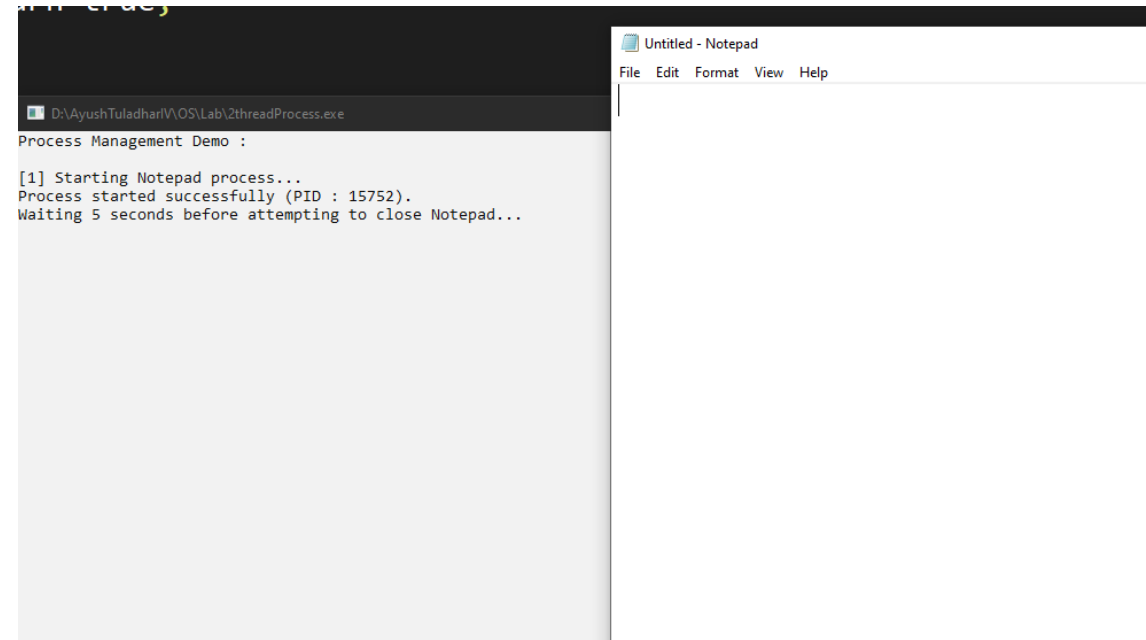 true;
Untitled - Notepad
File Edit Format View Help
D:\AyushTuladharIV\OS\Lab\2threadProcess.exe
Process Management Demo :
[1] Starting Notepad process...
Process started successfully (PID : 15752).
Waiting 5 seconds before attempting to close Notepad...